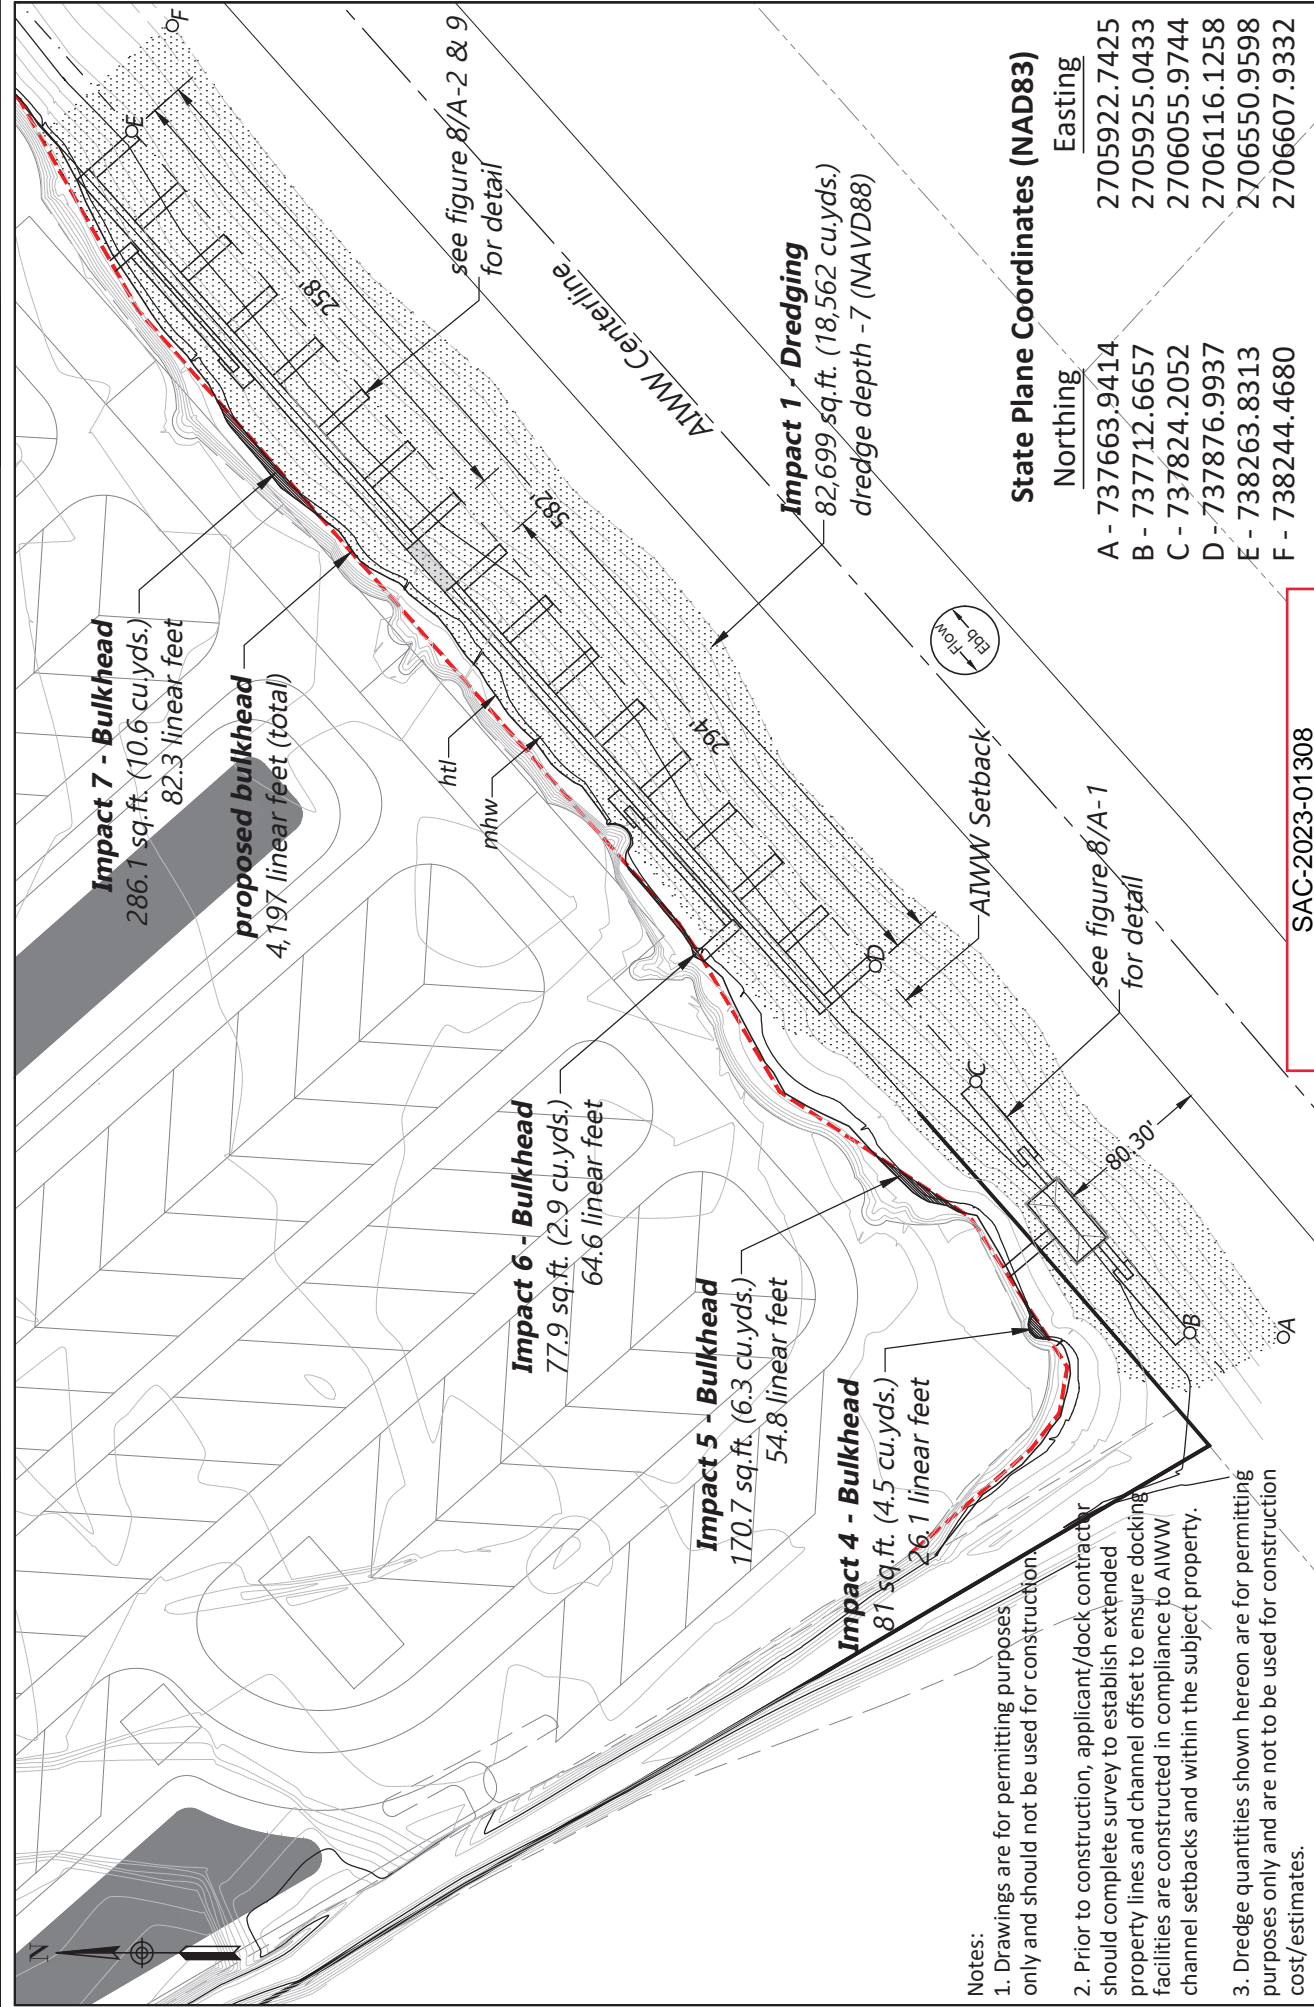 N
Impact 7 - Bulkhead
286.1 sq.ft. (10.6 cu.yds.)
82.3 linear feet
proposed bulkhead
4,197 linear feet (total)
htl
mhw
Impact 6 - Bulkhead
77.9 sq.ft. (2.9 cu.yds.)
64.6 linear feet
Impact 5 - Bulkhead
170.7 sq.ft. (6.3 cu.yds.)
54.8 linear feet
Impact 4 - Bulkhead
81 sq.ft. (4.5 cu.yds.)
26.1 linear feet
F
E
see figure 8/A-2 & 9
for detail
258'
582'
294'
AIWW Centerline
Impact 1 - Dredging
82,699 sq.ft. (18,562 cu.yds.)
dredge depth -7 (NAVD88)
Flow
Ebb
AIWW Setback
D
see figure 8/A-1
for detail
C
80.30'
B
A
State Plane Coordinates (NAD83)
Northing Easting
A - 737663.9414 2705922.7425
B - 737712.6657 2705925.0433
C - 737824.2052 2706055.9744
D - 737876.9937 2706116.1258
E - 738263.8313 2706550.9598
F - 738244.4680 2706607.9332
Notes:
1. Drawings are for permitting purposes
only and should not be used for construction.
2. Prior to construction, applicant/dock contractor
should complete survey to establish extended
property lines and channel offset to ensure docking
facilities are constructed in compliance to AIWW
channel setbacks and within the subject property.
3. Dredge quantities shown hereon are for permitting
purposes only and are not to be used for construction
cost/estimates.
SAC-2023-01308